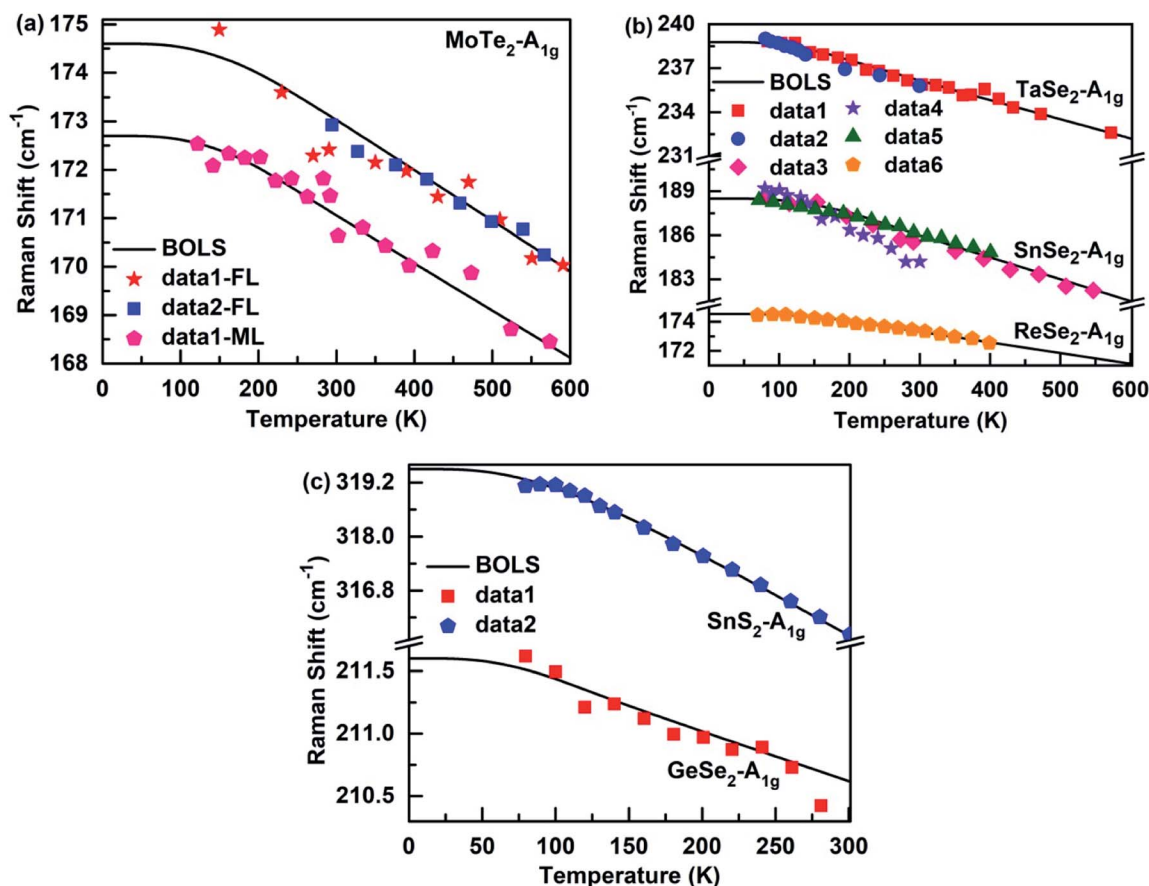 (a)
MoTe₂-A₁g
175
174
173
172
171
170
169
168
Raman Shift (cm⁻¹)
BOLS
data1-FL
data2-FL
data1-ML
0 100 200 300 400 500 600
Temperature (K)
(b)
240
237
234
231
189
186
183
174
172
Raman Shift (cm⁻¹)
TaSe₂-A₁g
BOLS
data1 data4
data2 data5
data3 data6
SnSe₂-A₁g
ReSe₂-A₁g
0 100 200 300 400 500 600
Temperature (K)
(c)
319.2
318.0
316.8
211.5
211.0
210.5
Raman Shift (cm⁻¹)
BOLS
data1
data2
SnS₂-A₁g
GeSe₂-A₁g
0 50 100 150 200 250 300
Temperature (K)